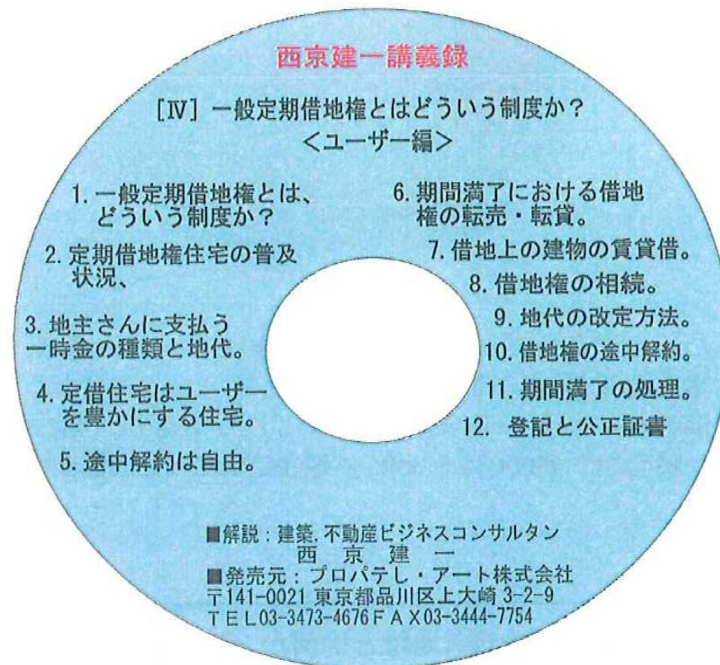 西京建一講義録
[Ⅳ] 一般定期借地権とはどういう制度か?
<ユーザー編>
1. 一般定期借地権とは、
どういう制度か?
2. 定期借地権住宅の普及
状況、
3. 地主さんに支払う
一時金の種類と地代。
4. 定借住宅はユーザー
を豊かにする住宅。
5. 途中解約は自由。
6. 期間満了における借地
権の転売・転貸。
7. 借地上の建物の賃貸借。
8. 借地権の相続。
9. 地代の改定方法。
10. 借地権の途中解約。
11. 期間満了の処理。
12. 登記と公正証書
■解説:建築.不動産ビジネスコンサルタン
西 京 建 一
■発売元:プロパテし・アート株式会社
〒141-0021 東京都品川区上大崎 3-2-9
TEL03-3473-4676FAX03-3444-7754